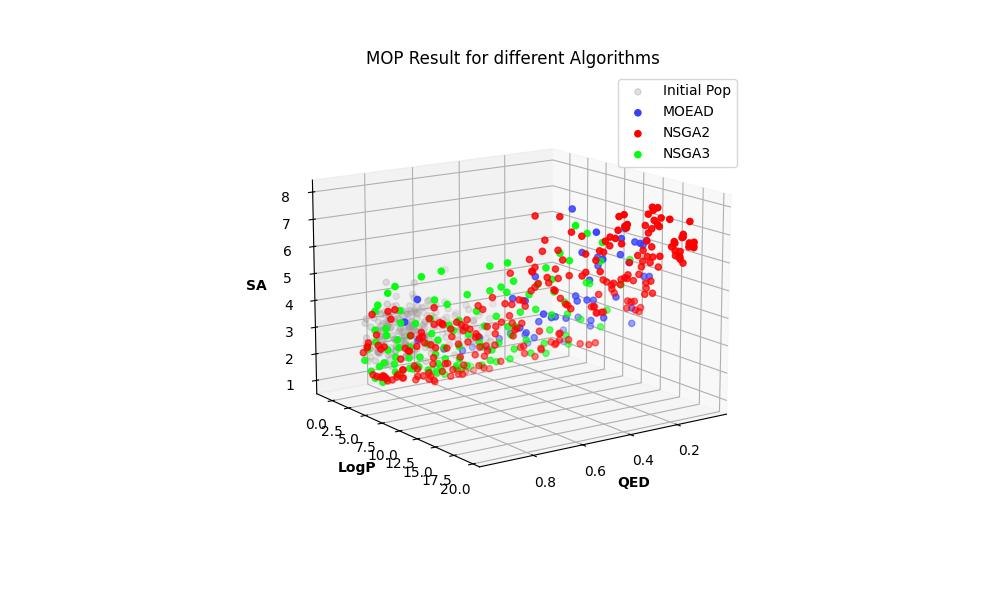 MOP Result for different Algorithms
Initial Pop
MOEAD
NSGA2
NSGA3
8
7
6
5
4
3
2
1
SA
0.0
2.5
5.0
7.5
10.0
12.5
15.0
17.5
20.0
LogP
0.8
0.6
0.4
0.2
QED